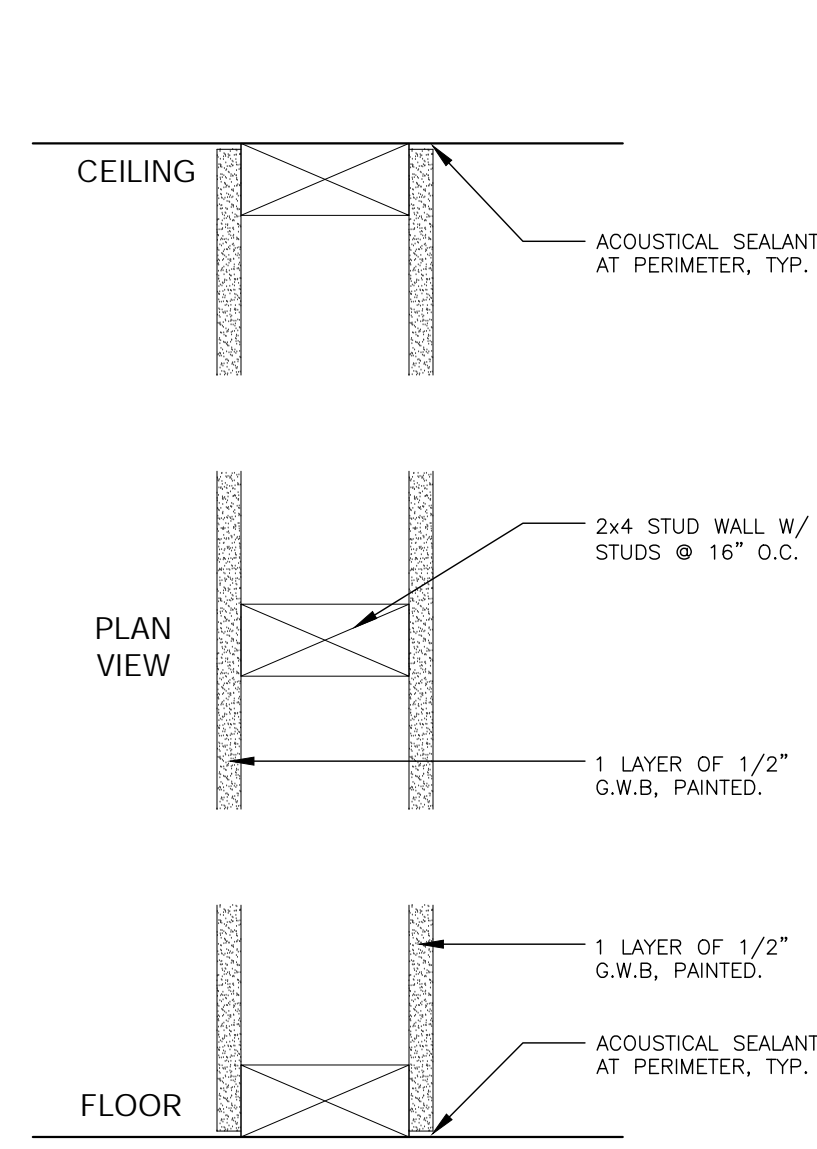 CEILING
ACOUSTICAL SEALANT
AT PERIMETER, TYP.
2x4 STUD WALL W/
STUDS @ 16" O.C.
PLAN
VIEW
1 LAYER OF 1/2"
G.W.B, PAINTED.
1 LAYER OF 1/2"
G.W.B, PAINTED.
ACOUSTICAL SEALANT
AT PERIMETER, TYP.
FLOOR